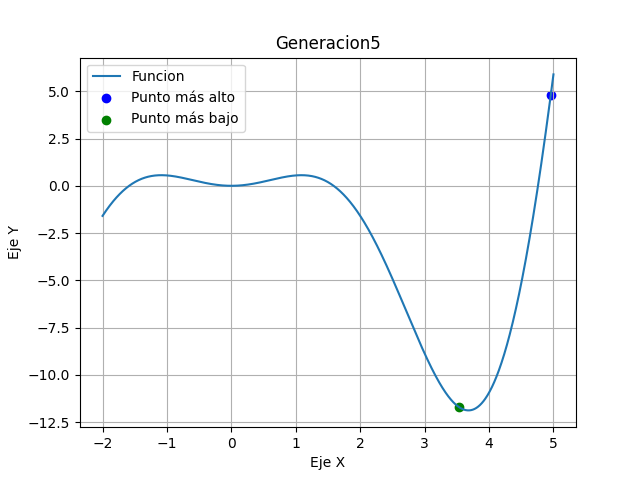 Generacion5
Funcion
Punto más alto
Punto más bajo
5.0
2.5
0.0
−2.5
−5.0
−7.5
−10.0
−12.5
Eje Y
−2 −1 0 1 2 3 4 5
Eje X